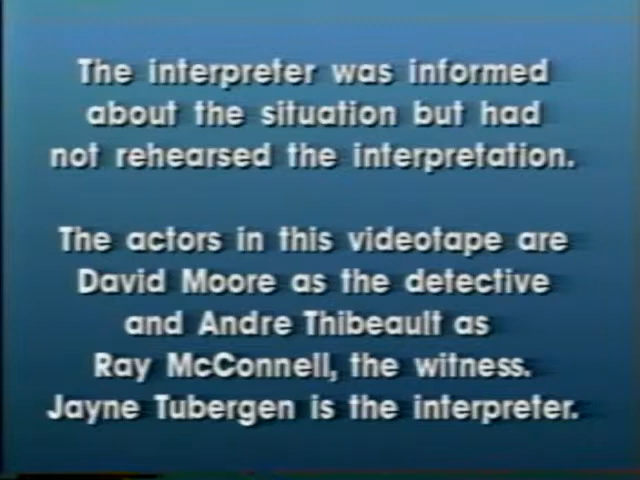 The interpreter was informed
about the situation but had
not rehearsed the interpretation.
The actors in this videotape are
David Moore as the detective
and Andre Thibeault as
Ray McConnell, the witness.
Jayne Tubergen is the interpreter.